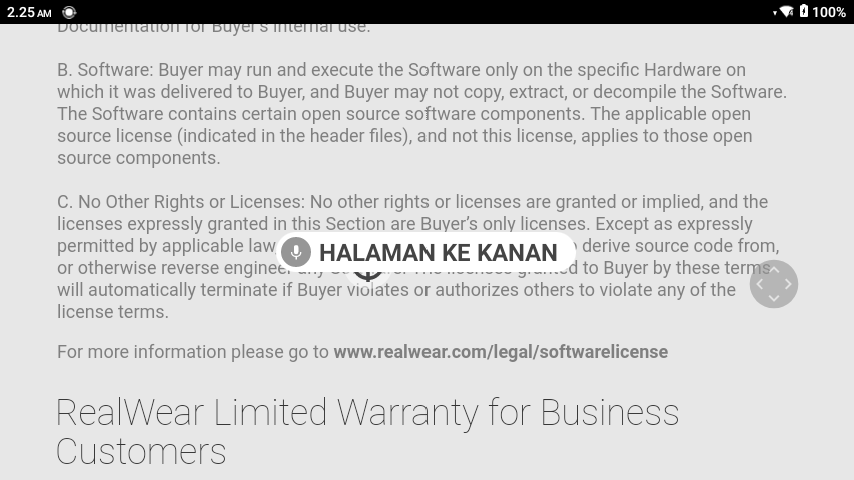 2.25 AM
100%
Documentation for Buyer's internal use.
B. Software: Buyer may run and execute the Software only on the specific Hardware on
which it was delivered to Buyer, and Buyer may not copy, extract, or decompile the Software.
The Software contains certain open source software components. The applicable open
source license (indicated in the header files), and not this license, applies to those open
source components.
C. No Other Rights or Licenses: No other rights or licenses are granted or implied, and the
licenses expressly granted in this Section are Buyer's only licenses. Except as expressly
permitted by applicable law
HALAMAN KE KANAN
derive source code from,
or otherwise reverse engineer any The licenses granted to Buyer by these terms
will automatically terminate if Buyer violates or authorizes others to violate any of the
license terms.
For more information please go to www.realwear.com/legal/softwarelicense
RealWear Limited Warranty for Business
Customers